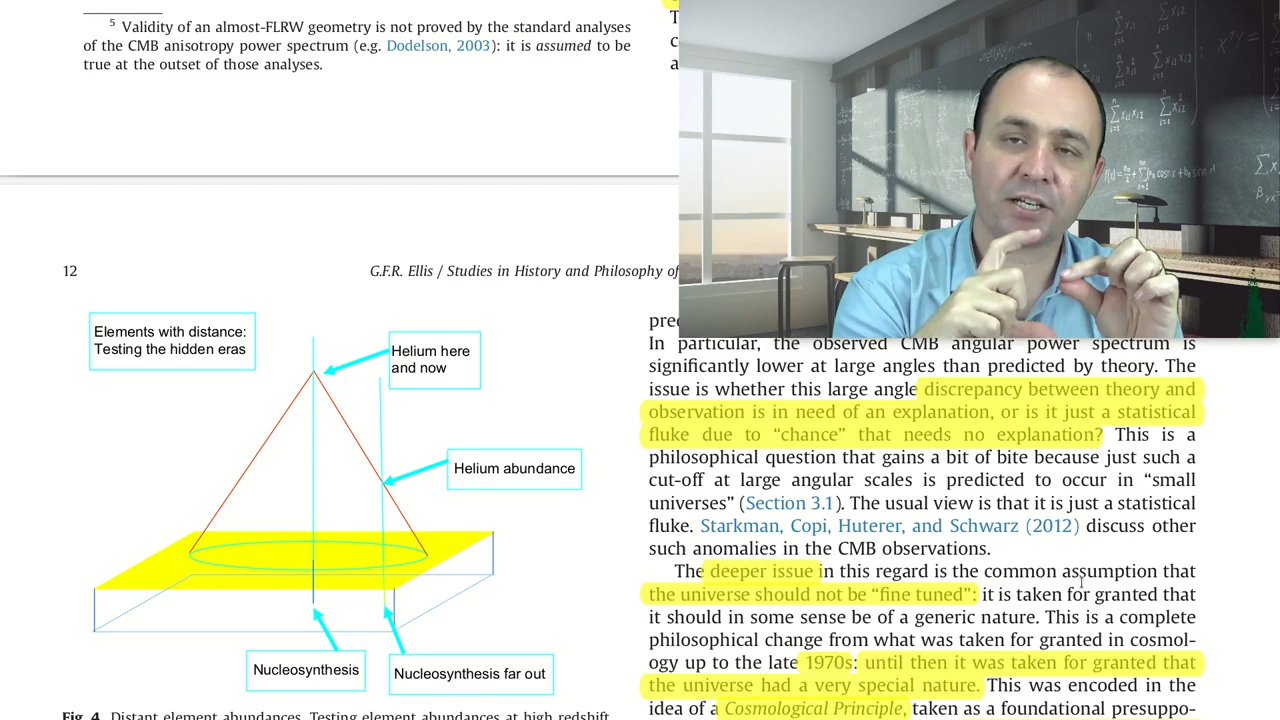 5 Validity of an almost-FLRW geometry is not proved by the standard analyses
of the CMB anisotropy power spectrum (e.g. Dodelson, 2003): it is assumed to be
true at the outset of those analyses.
12
G.F.R. Ellis / Studies in History and Philosophy of
Elements with distance:
Testing the hidden eras
Helium here
and now
Helium abundance
Nucleosynthesis
Nucleosynthesis far out
Fig. 4. Distant element abundances. Testing element abundances at high redshift
In particular, the observed CMB angular power spectrum is
significantly lower at large angles than predicted by theory. The
issue is whether this large angle discrepancy between theory and
observation is in need of an explanation, or is it just a statistical
fluke due to “chance” that needs no explanation? This is a
philosophical question that gains a bit of bite because just such a
cut-off at large angular scales is predicted to occur in “small
universes” (Section 3.1). The usual view is that it is just a statistical
fluke. Starkman, Copi, Huterer, and Schwarz (2012) discuss other
such anomalies in the CMB observations.
The deeper issue in this regard is the common assumption that
the universe should not be “fine tuned”: it is taken for granted that
it should in some sense be of a generic nature. This is a complete
philosophical change from what was taken for granted in cosmol-
ogy up to the late 1970s: until then it was taken for granted that
the universe had a very special nature. This was encoded in the
idea of a Cosmological Principle, taken as a foundational presuppo-